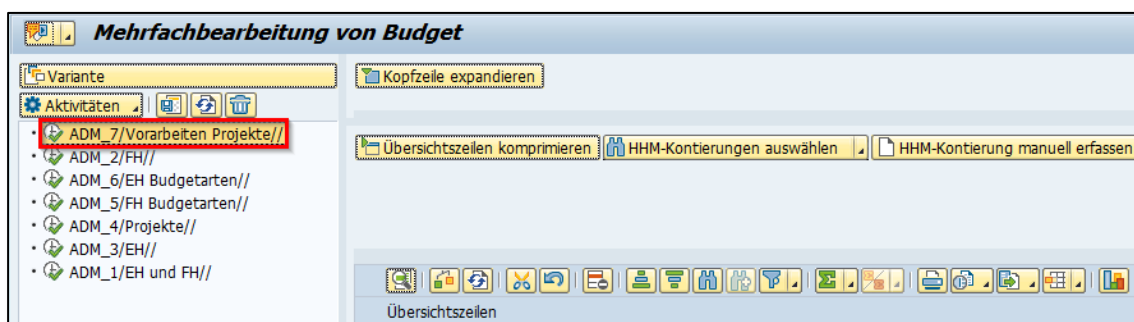 Mehrfachbearbeitung von Budget
Variante
Kopfzeile expandieren
Aktivitäten
ADM_7/Vorarbeiten Projekte//
ADM_2/FH//
Übersichtszeilen komprimieren HHM-Kontierungen auswählen HHM-Kontierung manuell erfassen
ADM_6/EH Budgetarten//
ADM_5/FH Budgetarten//
ADM_4/Projekte//
ADM_3/EH//
ADM_1/EH und FH//
Übersichtszeilen